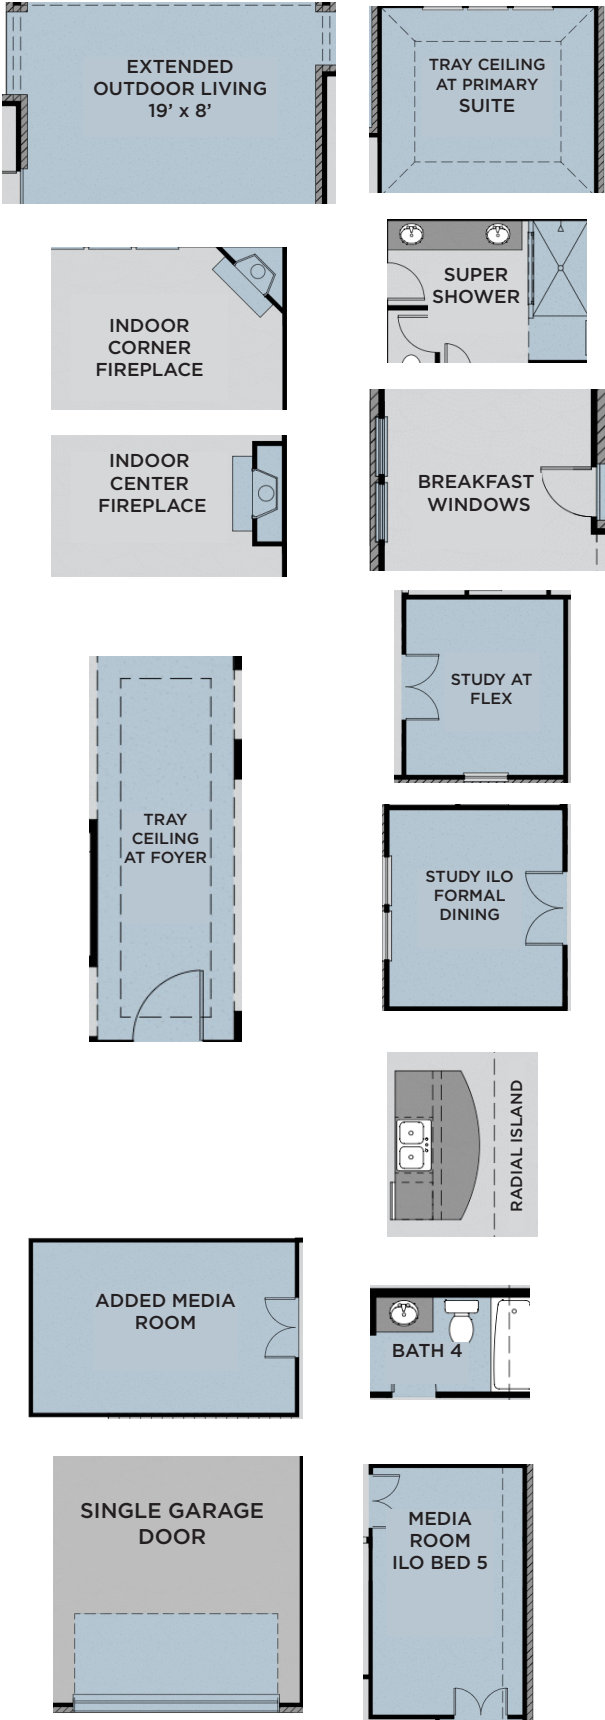 EXTENDED
OUTDOOR LIVING
19’ x 8’
TRAY CEILING
AT PRIMARY
SUITE
INDOOR
CORNER
FIREPLACE
SUPER
SHOWER
INDOOR
CENTER
FIREPLACE
BREAKFAST
WINDOWS
STUDY AT
FLEX
TRAY
CEILING
AT FOYER
STUDY ILO
FORMAL
DINING
RADIAL ISLAND
ADDED MEDIA
ROOM
BATH 4
SINGLE GARAGE
DOOR
MEDIA
ROOM
ILO BED 5